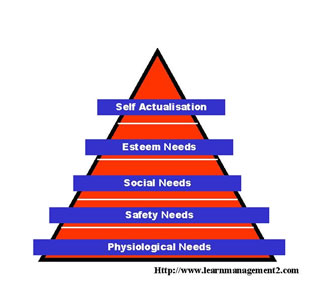 Self Actualisation
Esteem Needs
Social Needs
Safety Needs
Physiological Needs
Http://www.learnmanagement2.com